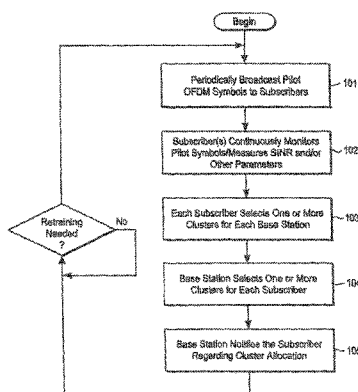 Begin
Periodically Broadcast Pilot
OFDM Symbols to Subscribers
101
Subscriber(s) Continuously Monitors
Pilot Symbols/Measures SINR and/or
Other Parameters
102
Each Subscriber Selects One or More
Clusters for Each Base Station
103
Base Station Selects One or More
Clusters for Each Subscriber
104
Base Station Notifies the Subscriber
Regarding Cluster Allocation
105
Retraining
Needed
?
No